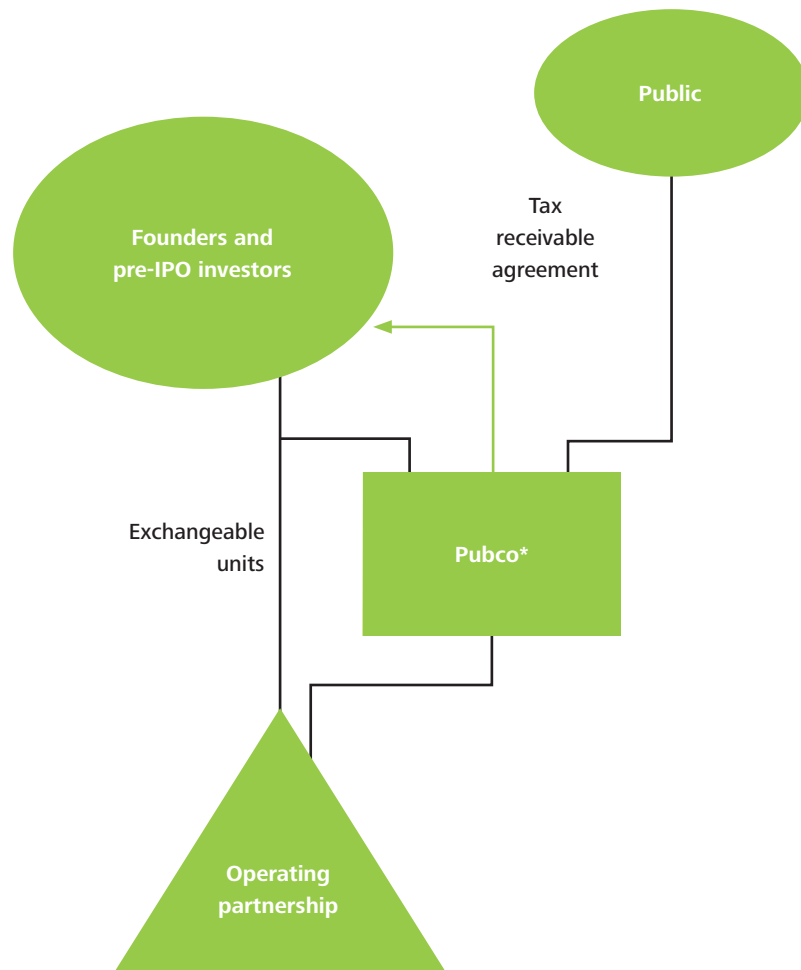 Public
Founders and
pre-IPO investors
Tax
receivable
agreement
Exchangeable
units
Pubco*
Operating
partnership